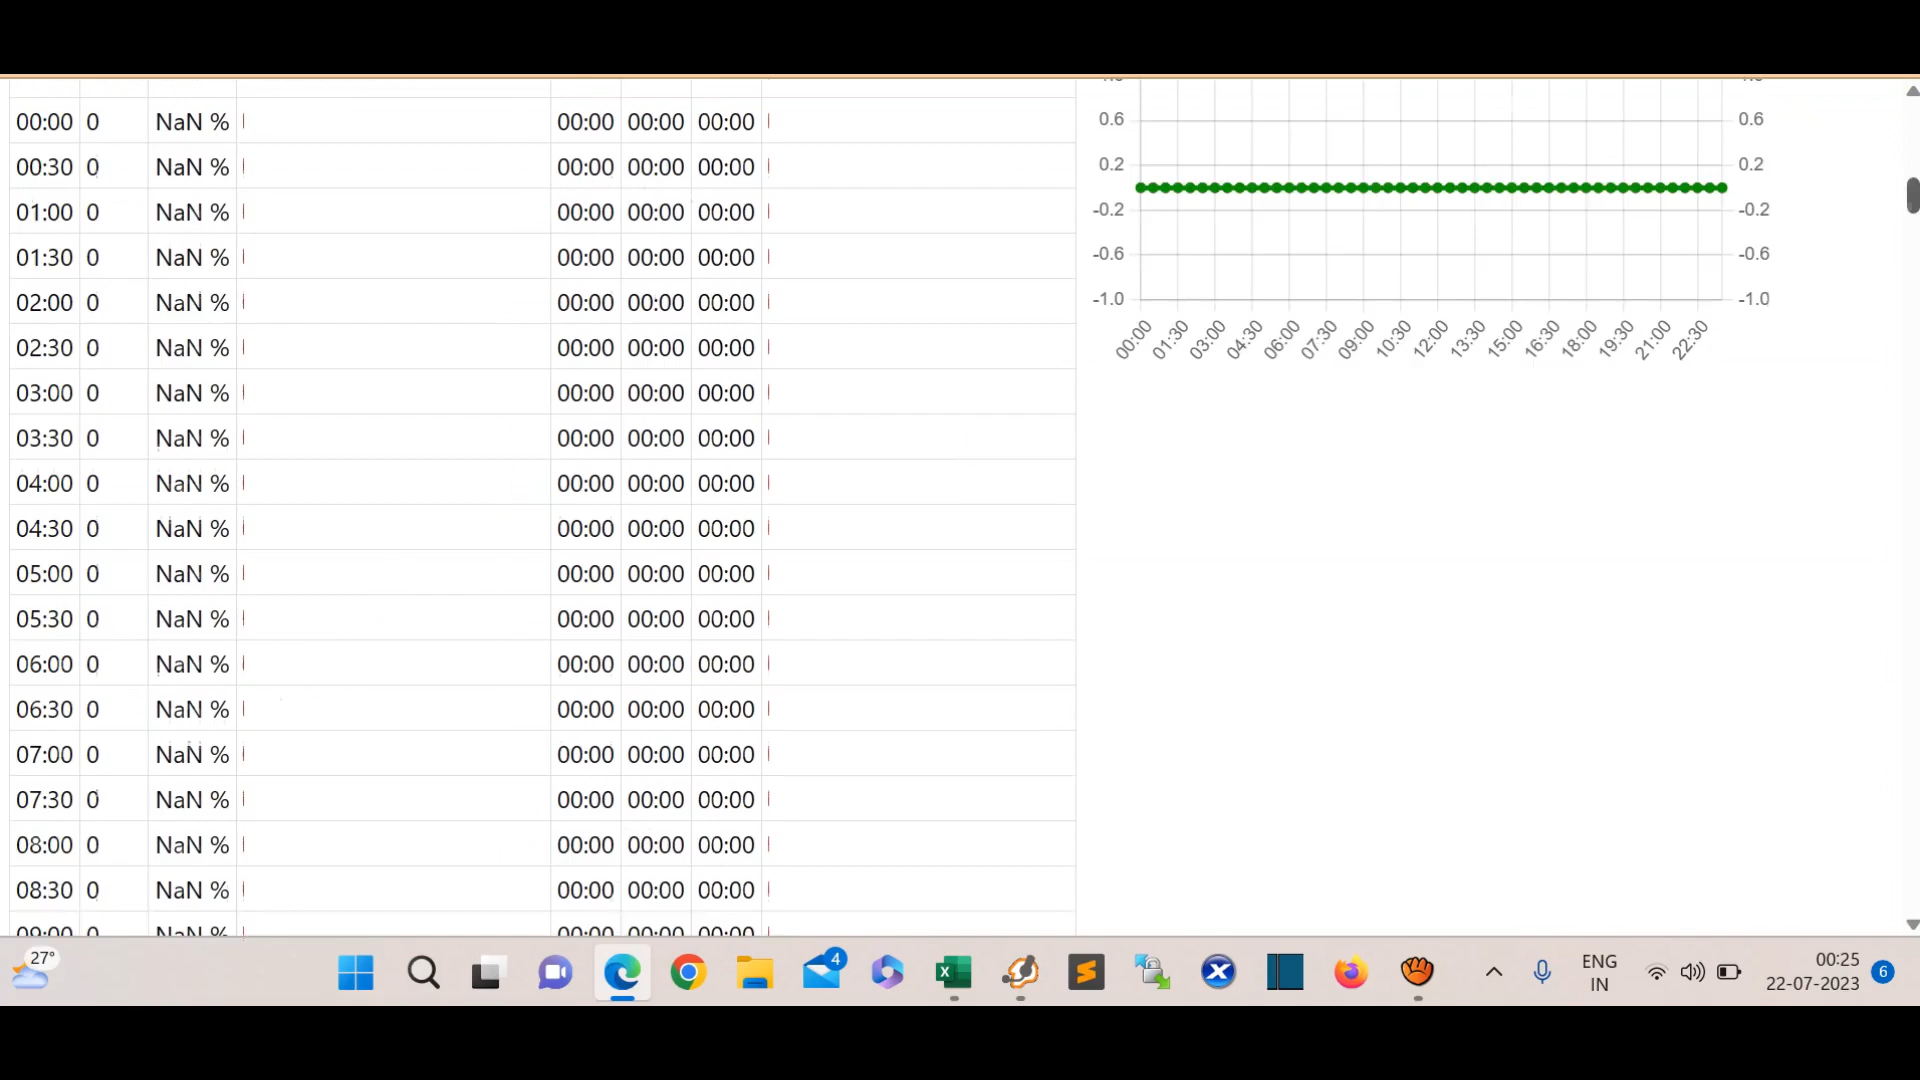 00:00 0 NaN % 00:00 00:00 00:00
00:30 0 NaN % 00:00 00:00 00:00
01:00 0 NaN % 00:00 00:00 00:00
01:30 0 NaN % 00:00 00:00 00:00
02:00 0 NaN % 00:00 00:00 00:00
02:30 0 NaN % 00:00 00:00 00:00
03:00 0 NaN % 00:00 00:00 00:00
03:30 0 NaN % 00:00 00:00 00:00
04:00 0 NaN % 00:00 00:00 00:00
04:30 0 NaN % 00:00 00:00 00:00
05:00 0 NaN % 00:00 00:00 00:00
05:30 0 NaN % 00:00 00:00 00:00
06:00 0 NaN % 00:00 00:00 00:00
06:30 0 NaN % 00:00 00:00 00:00
07:00 0 NaN % 00:00 00:00 00:00
07:30 0 NaN % 00:00 00:00 00:00
08:00 0 NaN % 00:00 00:00 00:00
08:30 0 NaN % 00:00 00:00 00:00
09:00 0 NaN % 00:00 00:00 00:00
0.6 0.6
0.2 0.2
-0.2 -0.2
-0.6 -0.6
-1.0 -1.0
00:00 01:30 03:00 04:30 06:00 07:30 09:00 10:30 12:00 13:30 15:00 16:30 18:00 19:30 21:00 22:30
27°
4
ENG
IN
00:25
22-07-2023
6